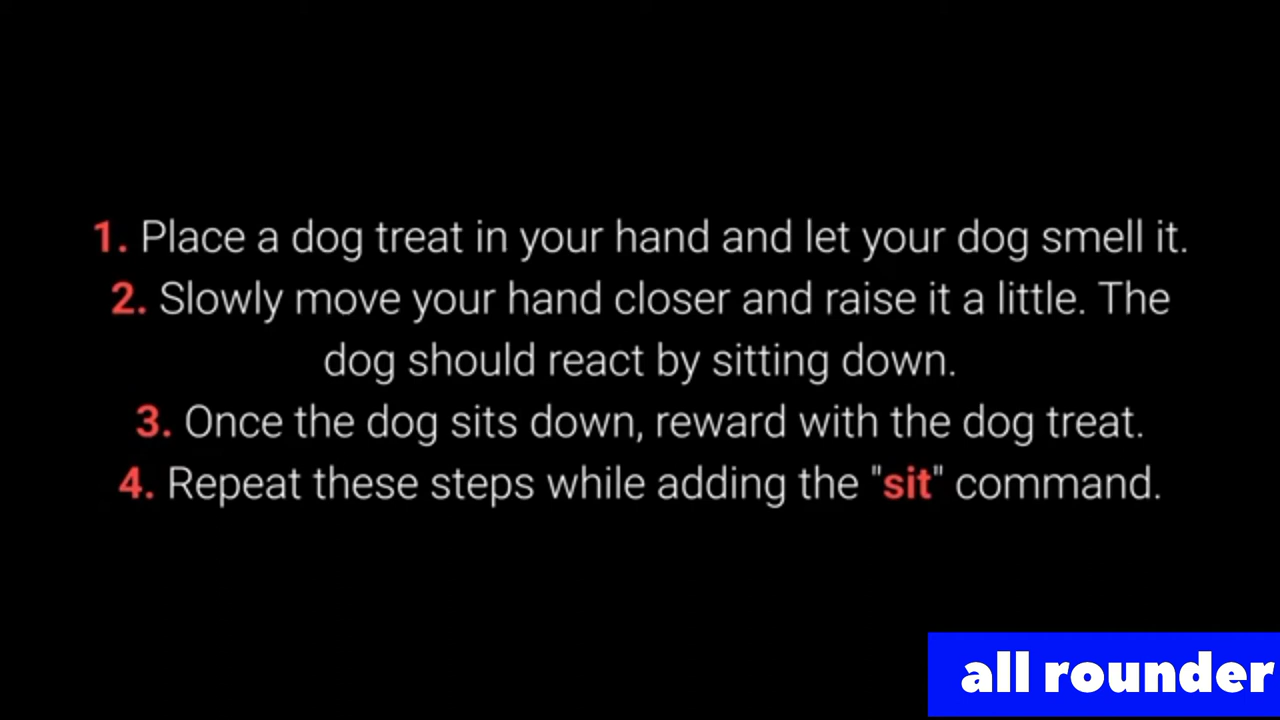 1. Place a dog treat in your hand and let your dog smell it.
2. Slowly move your hand closer and raise it a little. The
dog should react by sitting down.
3. Once the dog sits down, reward with the dog treat.
4. Repeat these steps while adding the "sit" command.
all rounder